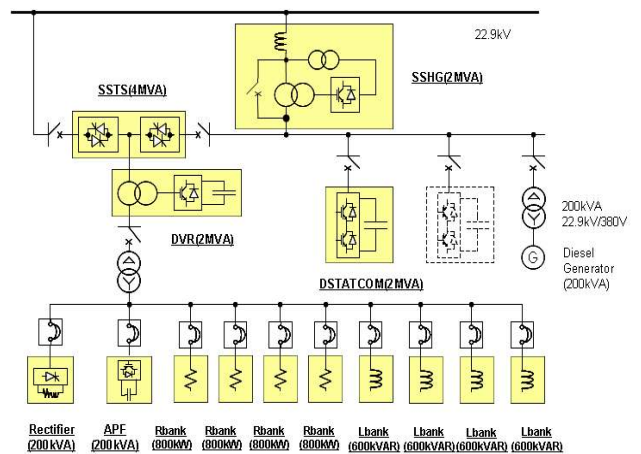 22.9kV
SSHG(2MVA)
SSTS(4MVA)
DVR(2MVA)
200kVA
22.9kV/380V
G
Diesel
Generator
(200kVA)
DSTATCOM(2MVA)
Rectifier
(200kVA)
APF
(200kVA)
Rbank
(800kW)
Rbank
(800kW)
Rbank
(800kW)
Rbank
(800kW)
Lbank
(600kVAR)
Lbank
(600kVAR)
Lbank
(600kVAR)
Lbank
(600kVAR)